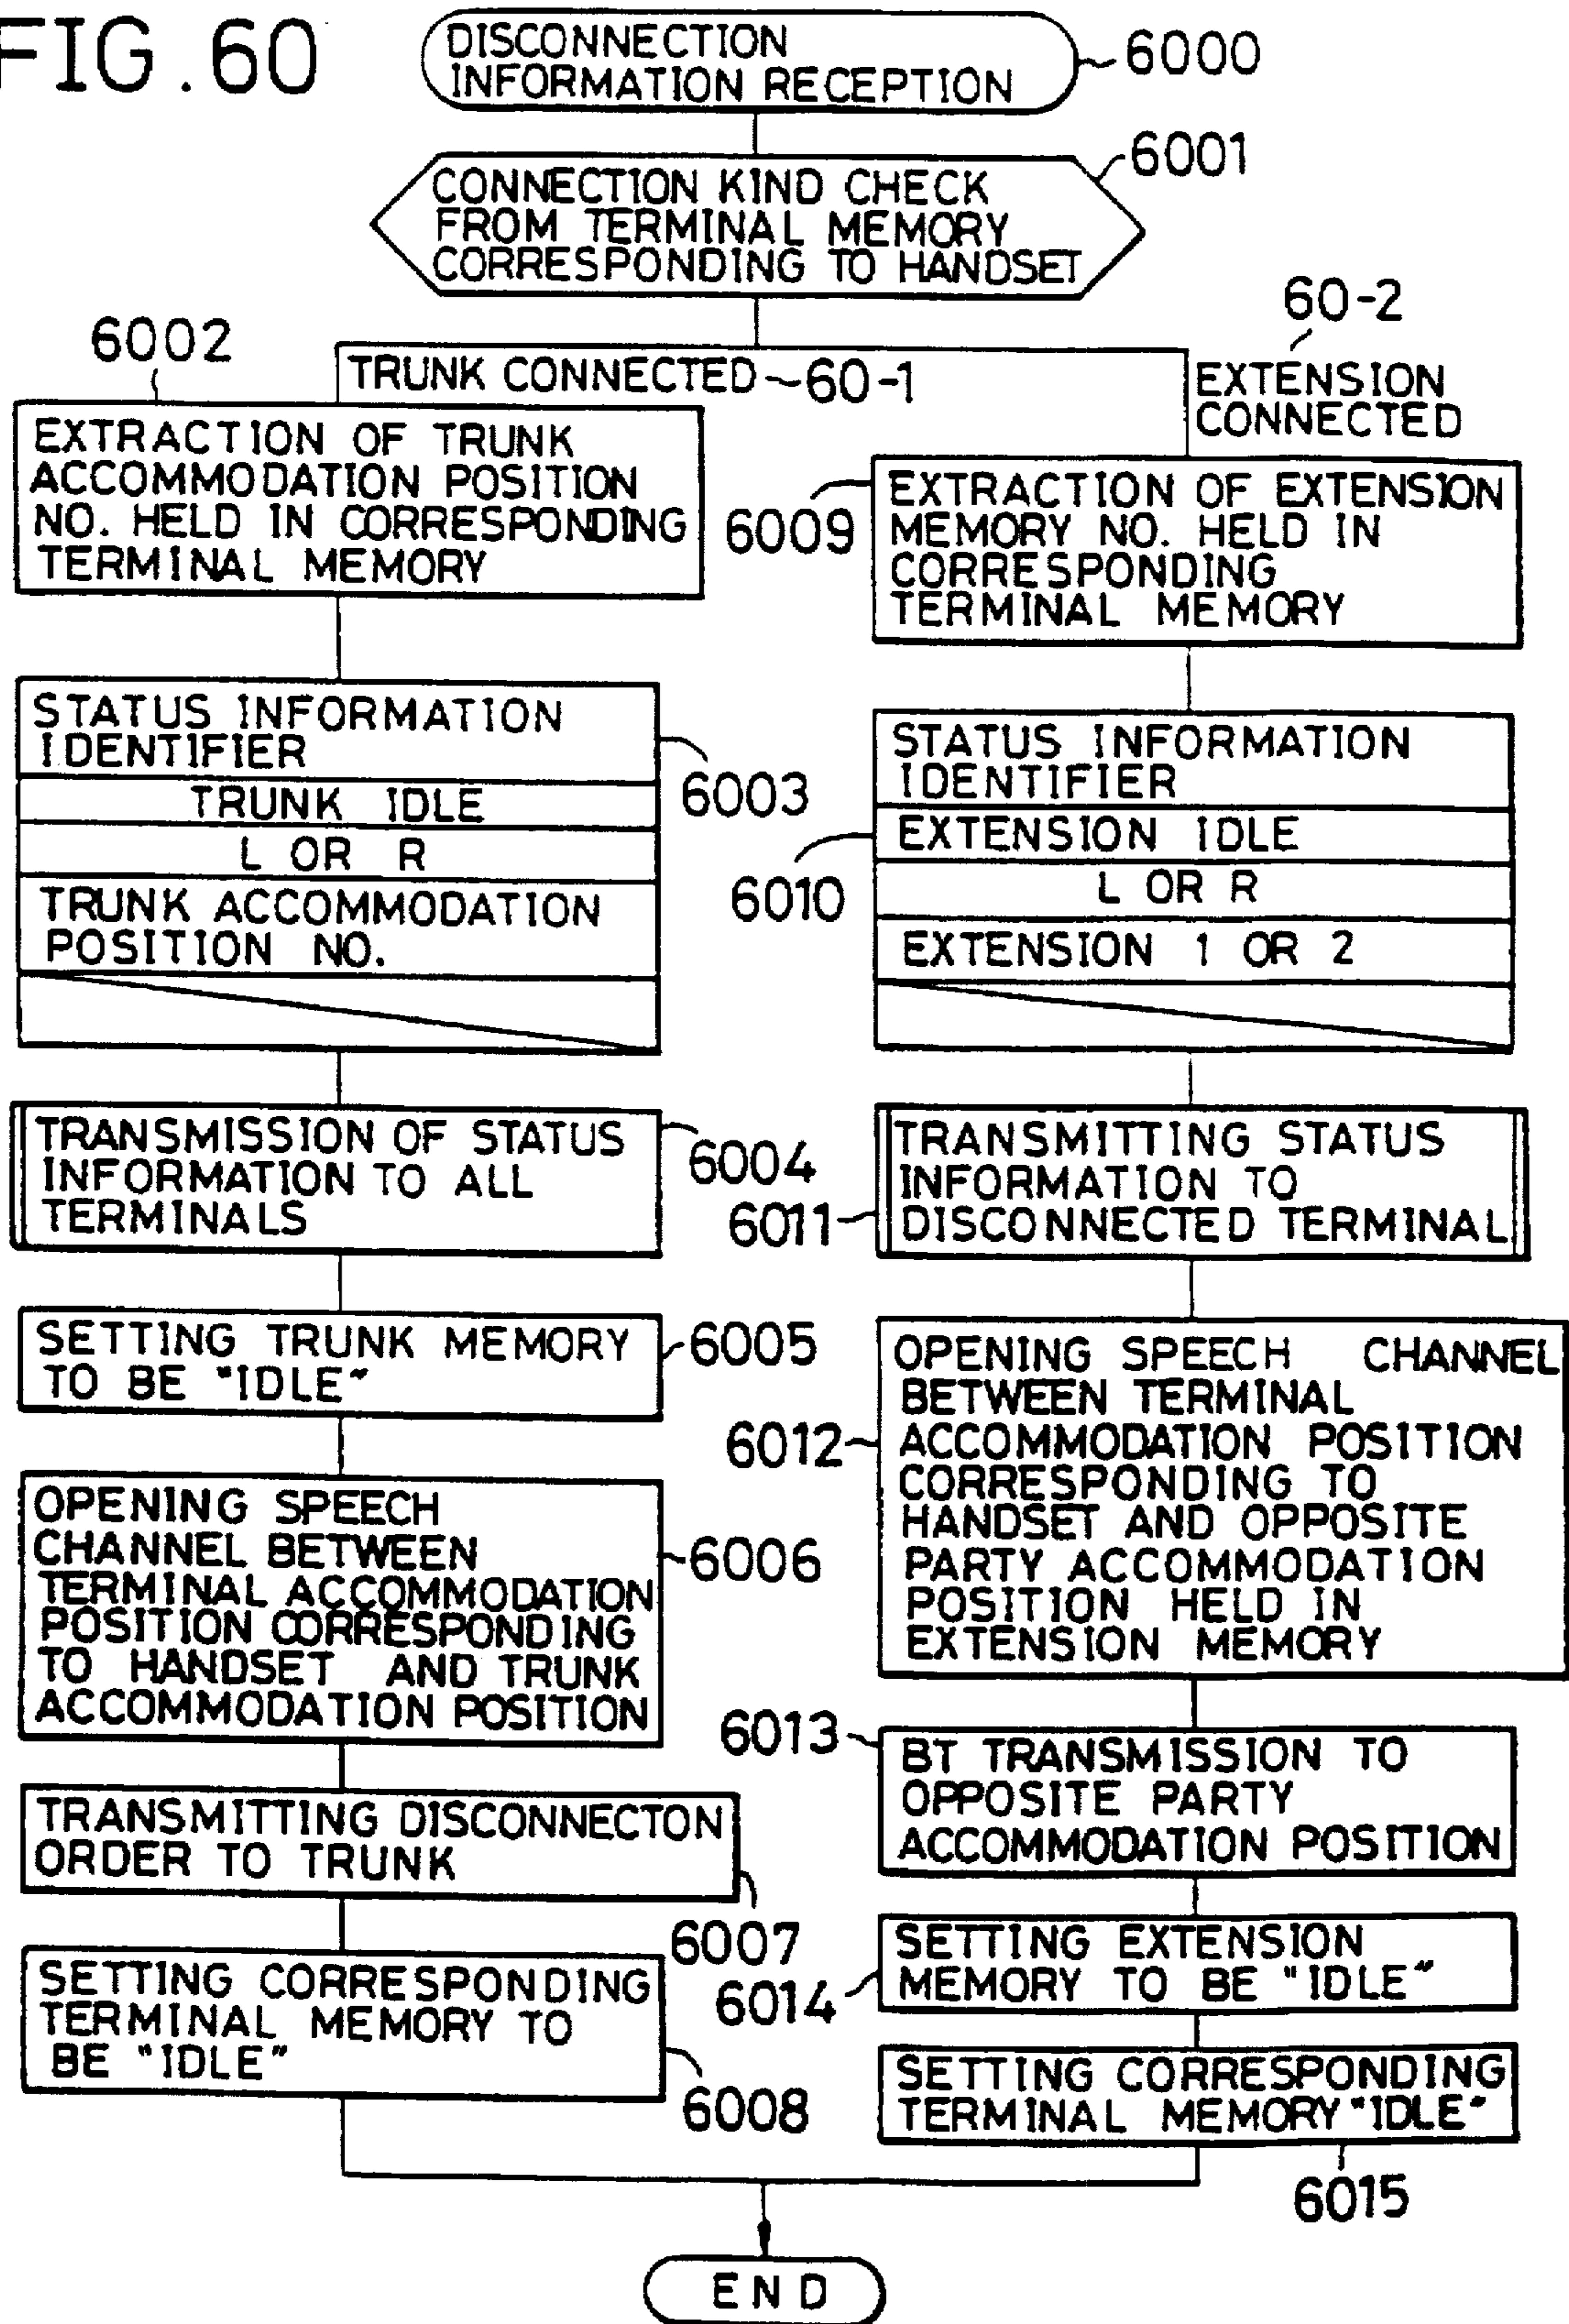 FIG.60
DISCONNECTION
INFORMATION RECEPTION
6000
6001
CONNECTION KIND CHECK
FROM TERMINAL MEMORY
CORRESPONDING TO HANDSET
6002
TRUNK CONNECTED
60-1
60-2
EXTENSION
CONNECTED
EXTRACTION OF TRUNK
ACCOMMODATION POSITION
NO. HELD IN CORRESPONDING
TERMINAL MEMORY
STATUS INFORMATION
IDENTIFIER
TRUNK IDLE
L OR R
TRUNK ACCOMMODATION
POSITION NO.
6003
TRANSMISSION OF STATUS
INFORMATION TO ALL
TERMINALS
6004
SETTING TRUNK MEMORY
TO BE "IDLE"
6005
OPENING SPEECH
CHANNEL BETWEEN
TERMINAL ACCOMMODATION
POSITION CORRESPONDING
TO HANDSET AND TRUNK
ACCOMMODATION POSITION
6006
TRANSMITTING DISCONNECTON
ORDER TO TRUNK
6007
SETTING CORRESPONDING
TERMINAL MEMORY TO
BE "IDLE"
6008
6009
EXTRACTION OF EXTENSION
MEMORY NO. HELD IN
CORRESPONDING
TERMINAL MEMORY
STATUS INFORMATION
IDENTIFIER
EXTENSION IDLE
L OR R
EXTENSION 1 OR 2
6010
TRANSMITTING STATUS
INFORMATION TO
DISCONNECTED TERMINAL
6011
OPENING SPEECH CHANNEL
BETWEEN TERMINAL
ACCOMMODATION POSITION
CORRESPONDING TO
HANDSET AND OPPOSITE
PARTY ACCOMMODATION
POSITION HELD IN
EXTENSION MEMORY
6012
6013
BT TRANSMISSION TO
OPPOSITE PARTY
ACCOMMODATION POSITION
6014
SETTING EXTENSION
MEMORY TO BE "IDLE"
SETTING CORRESPONDING
TERMINAL MEMORY "IDLE"
6015
END